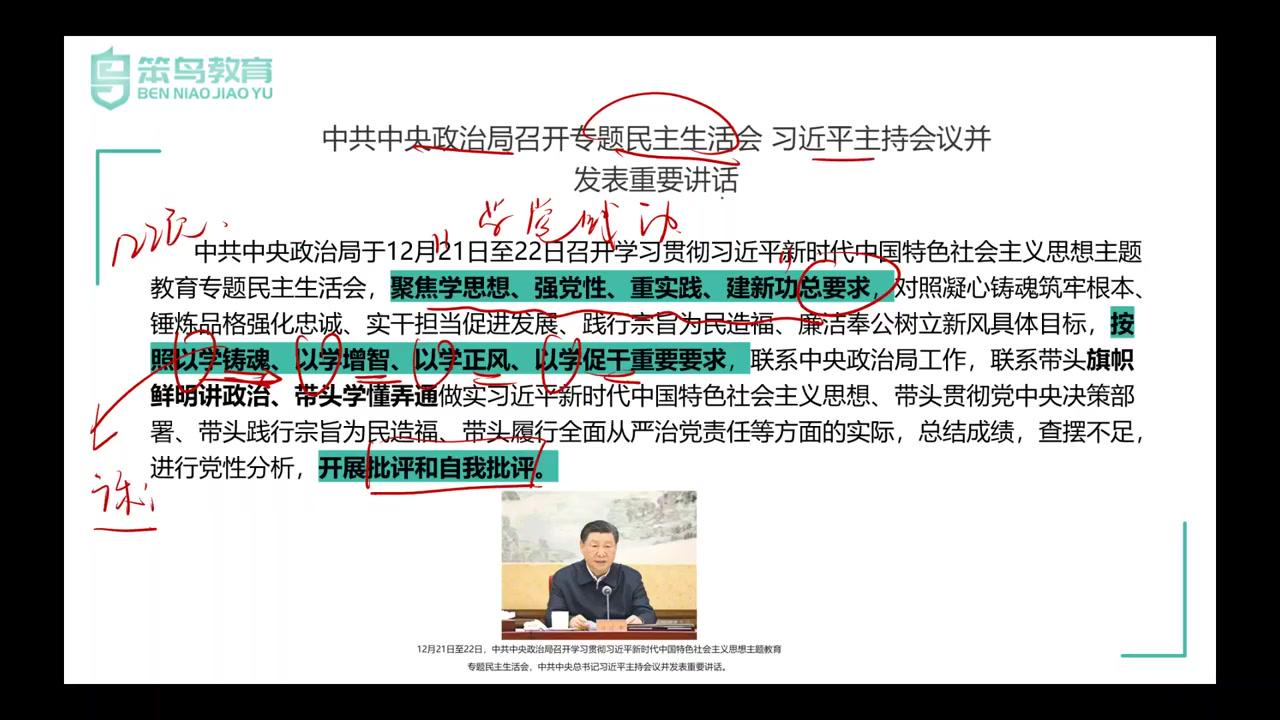 笨鸟教育
BEN NIAO JIAO YU
中共中央政治局召开专题民主生活会 习近平主持会议并
发表重要讲话
中共中央政治局于12月21日至22日召开学习贯彻习近平新时代中国特色社会主义思想主题
教育专题民主生活会，聚焦学思想、强党性、重实践、建新功总要求，对照凝心铸魂筑牢根本、
锤炼品格强化忠诚、实干担当促进发展、践行宗旨为民造福、廉洁奉公树立新风具体目标，按
照以学铸魂、以学增智、以学正风、以学促干重要要求，联系中央政治局工作，联系带头旗帜
鲜明讲政治、带头学懂弄通做实习近平新时代中国特色社会主义思想、带头贯彻党中央决策部
署、带头践行宗旨为民造福、带头履行全面从严治党责任等方面的实际，总结成绩，查摆不足，
进行党性分析，开展批评和自我批评。
12月21日至22日，中共中央政治局召开学习贯彻习近平新时代中国特色社会主义思想主题教育
专题民主生活会，中共中央总书记习近平主持会议并发表重要讲话。